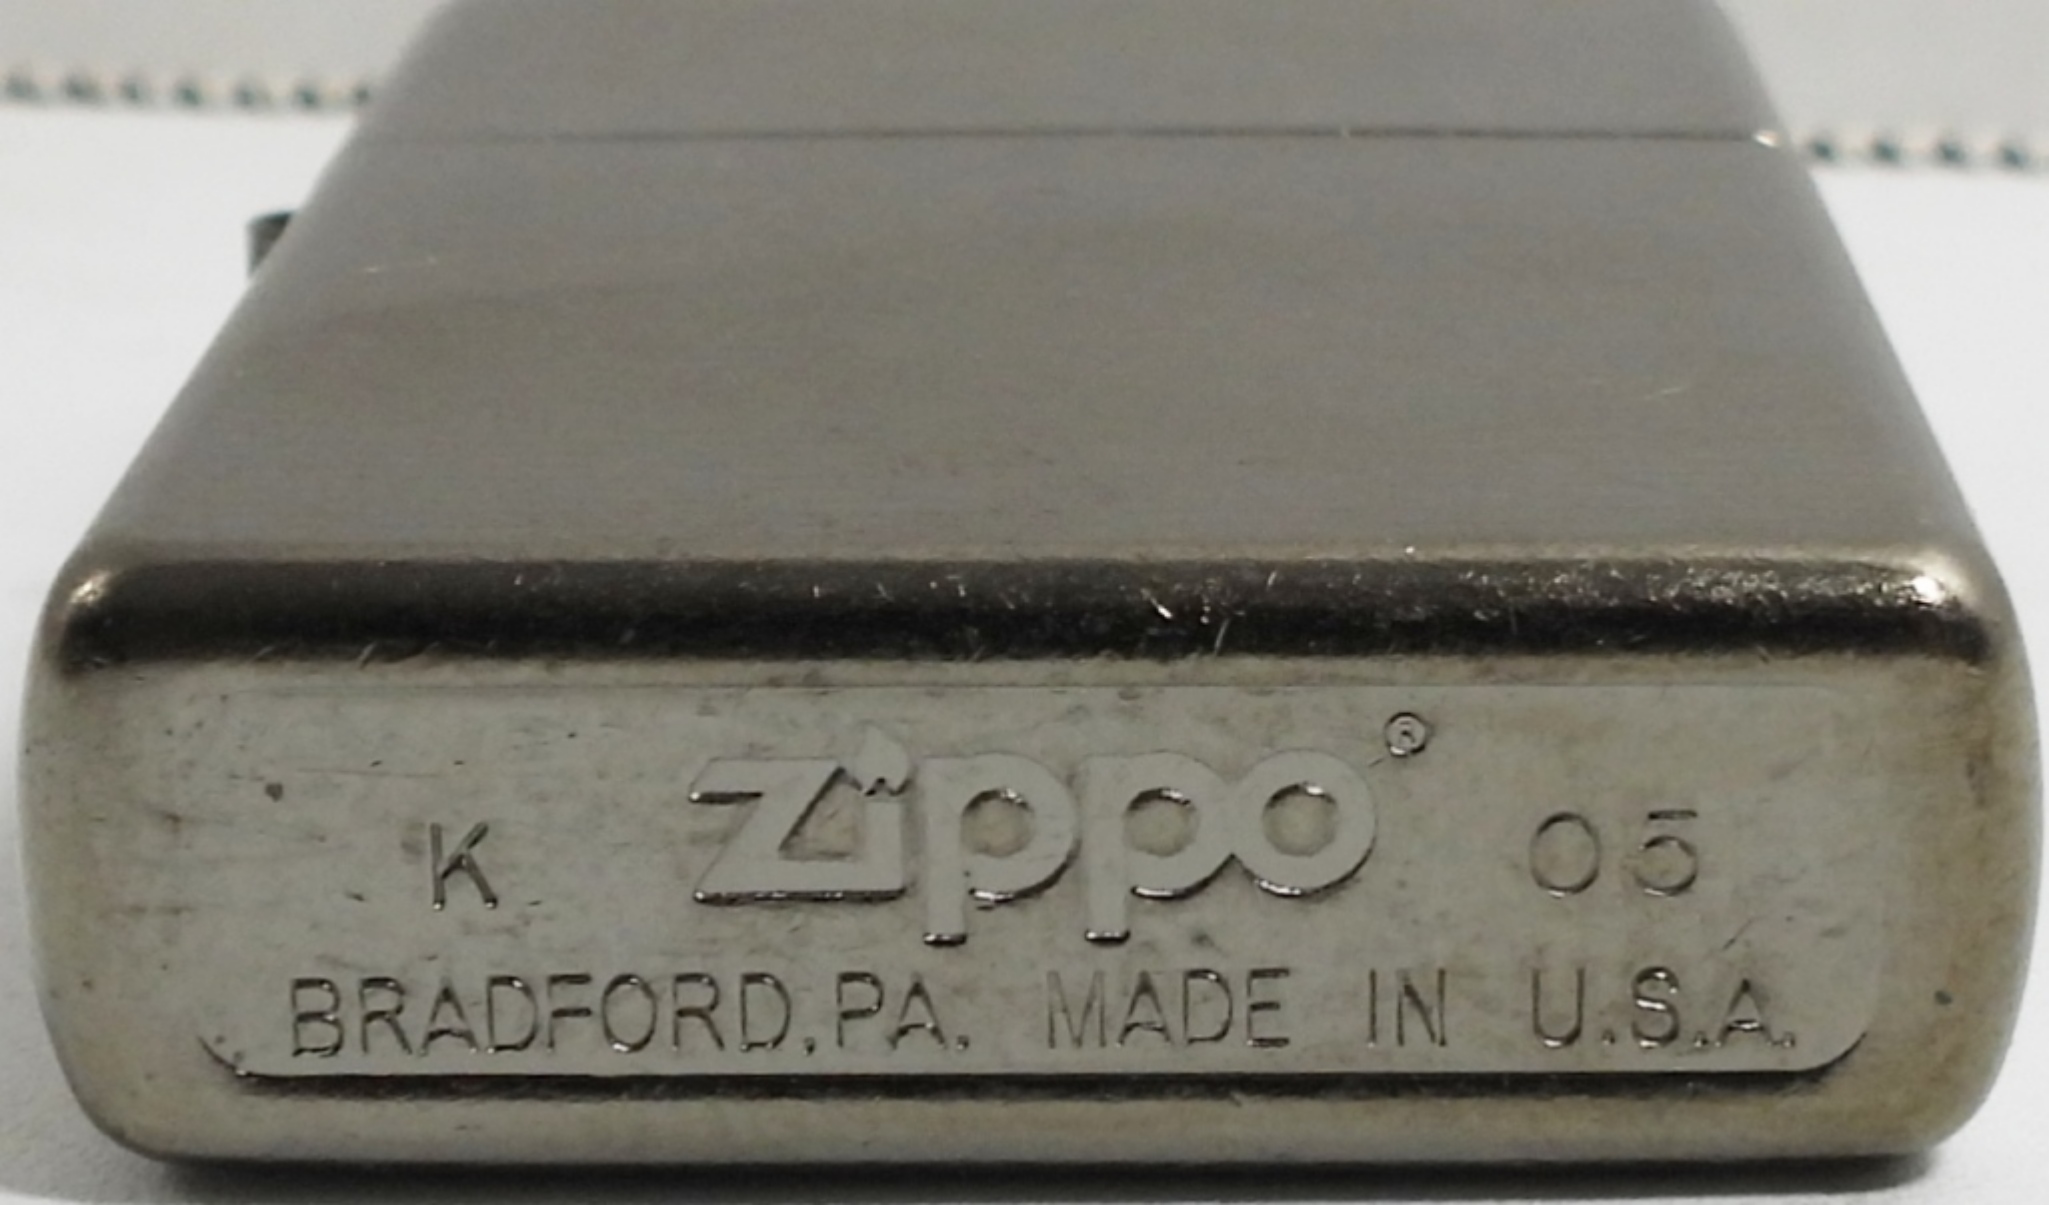 K Zippo® 05
BRADFORD,PA. MADE IN U.S.A.